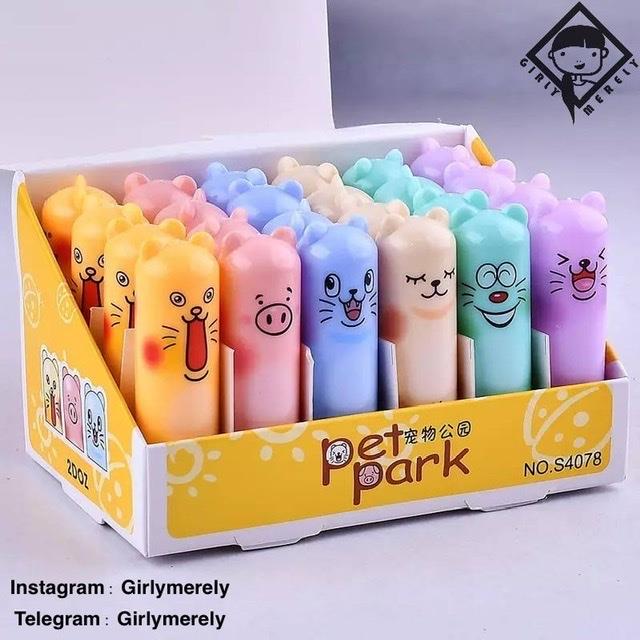 GIRLY MERELY
2DOZ
pet 宠物公园
park
NO.S4078
Instagram : Girlymerely
Telegram : Girlymerely